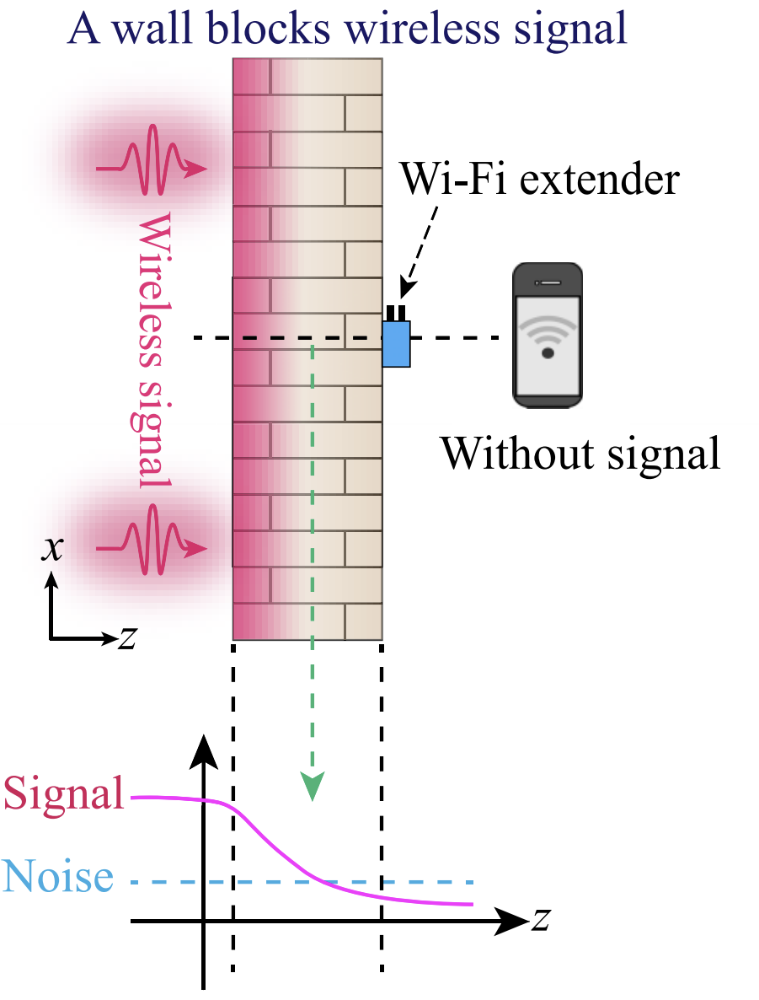 A wall blocks wireless signal
Wi-Fi extender
Wireless signal
Without signal
x
z
Signal
Noise
z